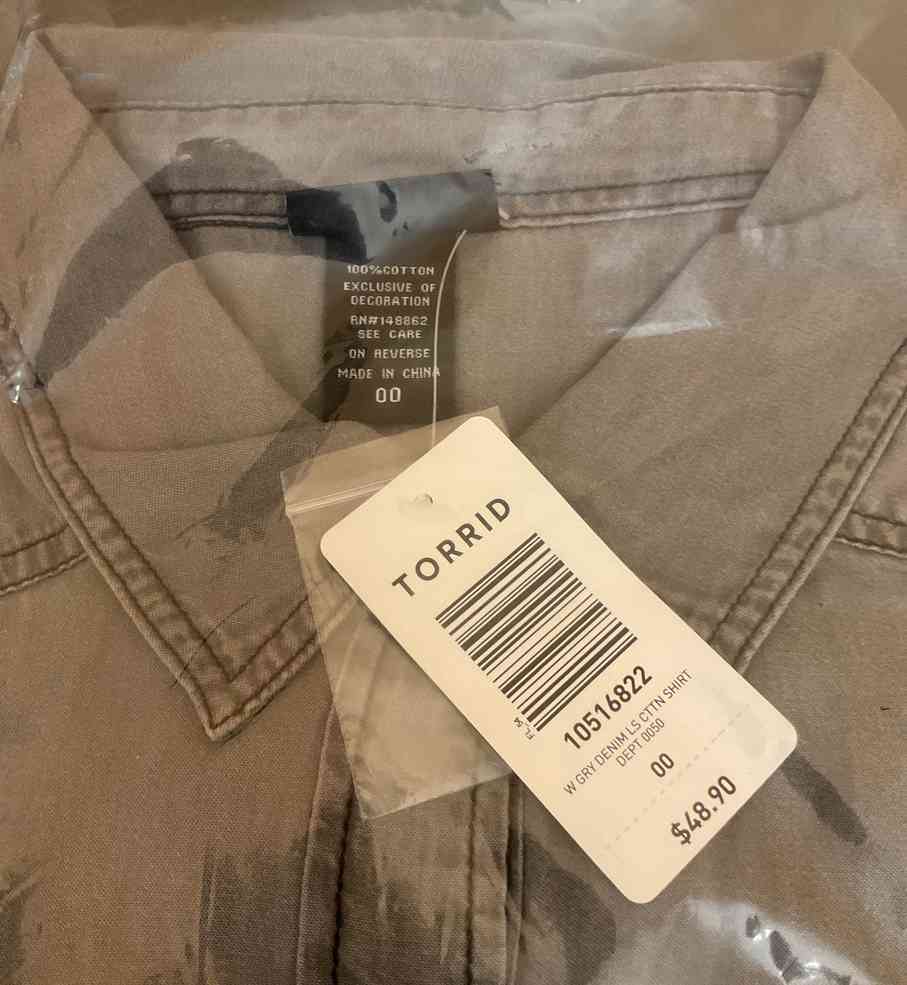 100%COTTON
EXCLUSIVE OF
DECORATION
RN#148862
SEE CARE
ON REVERSE
MADE IN CHINA
00
TORRID
10516822
W GRY DENIM LS CTTN SHIRT
DEPT 0050
00
$48.90